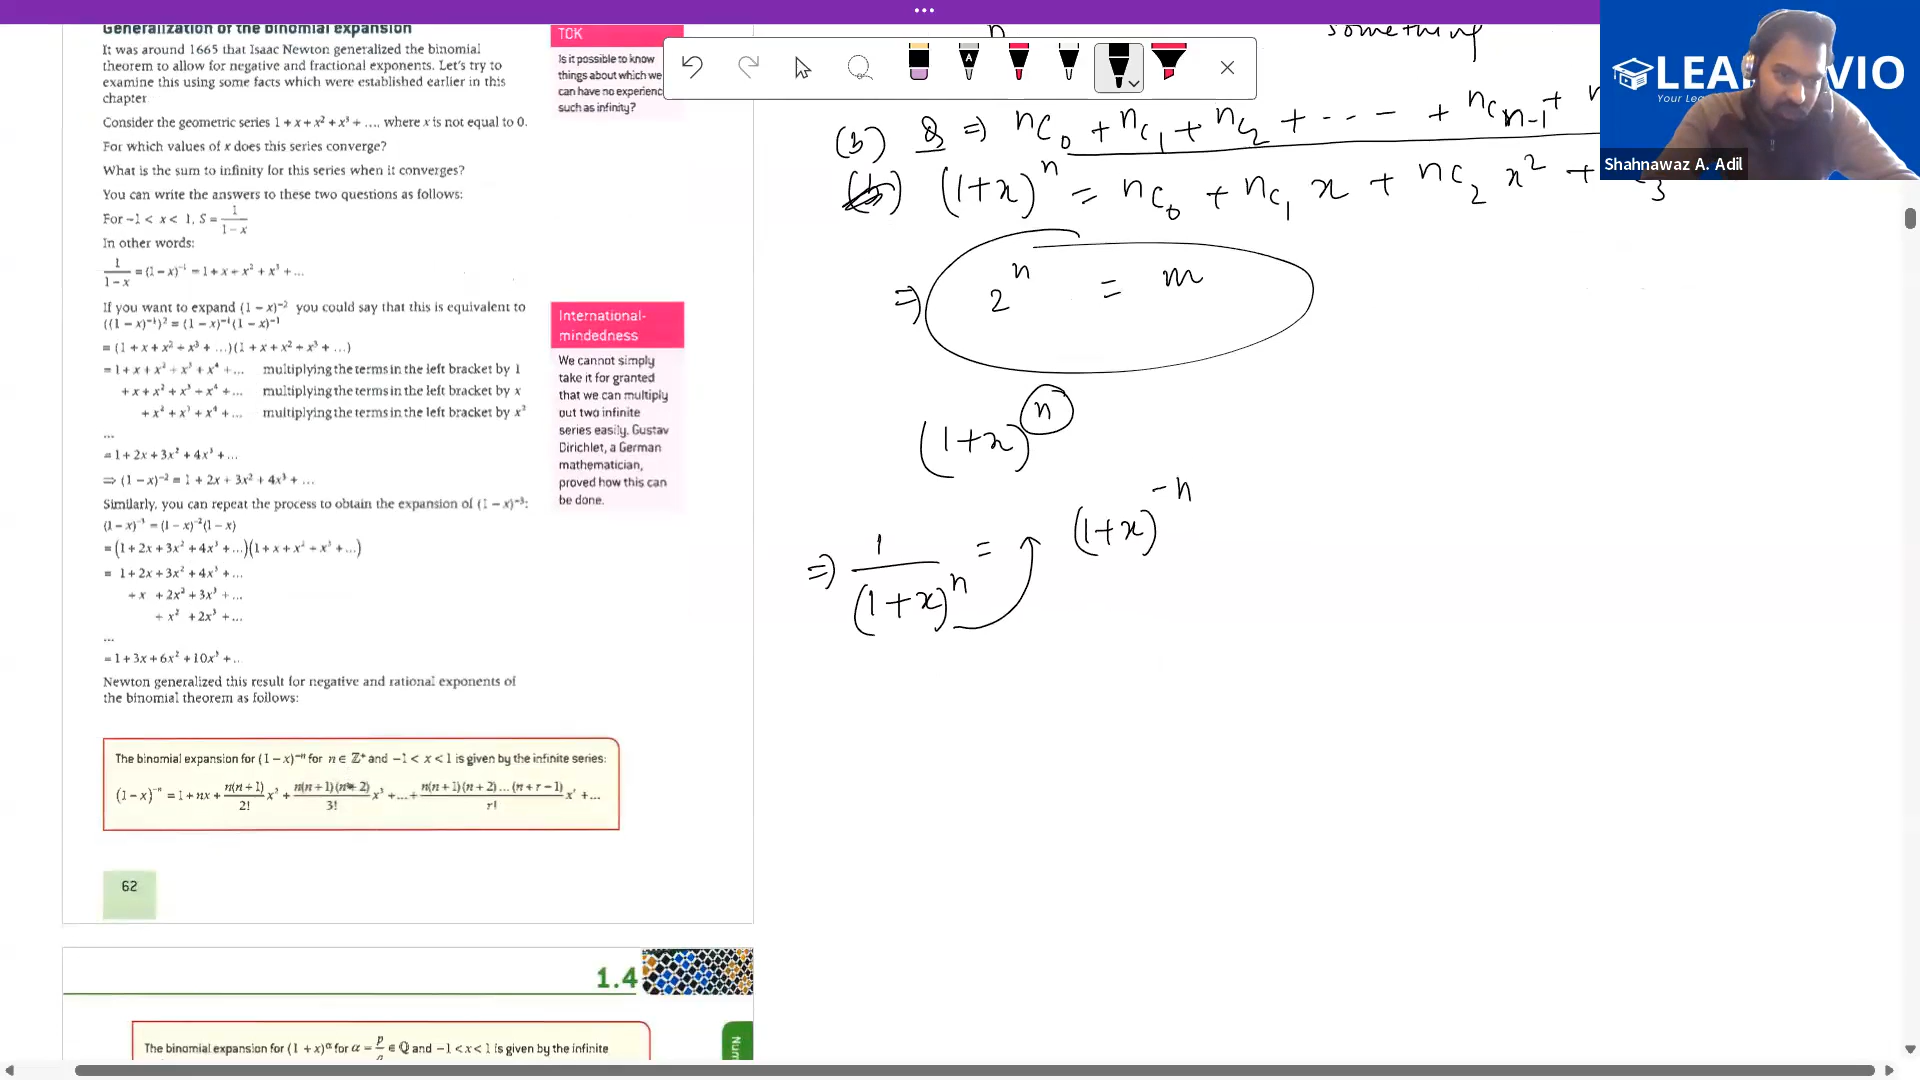 Generalization of the binomial expansion
It was around 1665 that Isaac Newton generalized the binomial
theorem to allow for negative and fractional exponents. Let's try to
examine this using some facts which were established earlier in this
chapter.
Consider the geometric series 1 + x + x² + x³ + …, where x is not equal to 0.
For which values of x does this series converge?
What is the sum to infinity for this series when it converges?
You can write the answers to these two questions as follows:
For −1 < x < 1, S = 1/(1 − x)
In other words:
1/(1 − x) = (1 − x)⁻¹ = 1 + x + x² + x³ + …
If you want to expand (1 − x)⁻² you could say that this is equivalent to
((1 − x)⁻¹)² = (1 − x)⁻¹(1 − x)⁻¹
= (1 + x + x² + x³ + …)(1 + x + x² + x³ + …)
= 1 + x + x² + x³ + x⁴ + … multiplying the terms in the left bracket by 1
+ x + x² + x³ + x⁴ + … multiplying the terms in the left bracket by x
+ x² + x³ + x⁴ + … multiplying the terms in the left bracket by x²
…
= 1 + 2x + 3x² + 4x³ + …
⇒ (1 − x)⁻² = 1 + 2x + 3x² + 4x³ + …
Similarly, you can repeat the process to obtain the expansion of (1 − x)⁻³:
(1 − x)⁻³ = (1 − x)⁻²(1 − x)
= (1 + 2x + 3x² + 4x³ + …)(1 + x + x² + x³ + …)
= 1 + 2x + 3x² + 4x³ + …
+ x + 2x² + 3x³ + …
+ x² + 2x³ + …
…
= 1 + 3x + 6x² + 10x³ + …
Newton generalized this result for negative and rational exponents of
the binomial theorem as follows:
The binomial expansion for (1 − x)⁻ⁿ for n ∈ ℤ⁺ and −1 < x < 1 is given by the infinite series:
(1 − x)⁻ⁿ = 1 + nx + n(n + 1)/2! x² + n(n + 1)(n + 2)/3! x³ + … + n(n + 1)(n + 2)…(n + r − 1)/r! xʳ + …
62
TOK
Is it possible to know
things about which we
can have no experience
such as infinity?
International-
mindedness
We cannot simply
take it for granted
that we can multiply
out two infinite
series easily. Gustav
Dirichlet, a German
mathematician,
proved how this can
be done.
1.4
The binomial expansion for (1 + x)^α for α = p/q ∈ ℚ and −1 < x < 1 is given by the infinite
Num
n
something
(b) Q ⇒ nC₀ + nC₁ + nC₂ + --- + nCₙ₋₁ + n
(1+x)ⁿ = nC₀ + nC₁ x + nC₂ x² + 3
⇒ 2ⁿ = m
(1+x)ⁿ
⇒ 1/(1+x)ⁿ = (1+x)⁻ⁿ
LEA VIO
Your Lea
Shahnawaz A. Adil